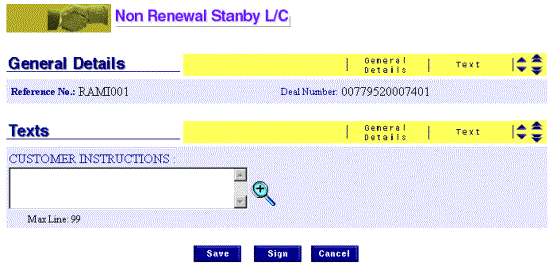 Non Renewal Stanby L/C
General Details General Details | Text
Reference No.: RAMI001 Deal Number: 00779520007401
Texts General Details | Text
CUSTOMER INSTRUCTIONS :
Max Line: 99
Save Sign Cancel